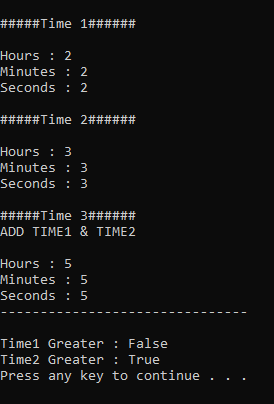 #####Time 1######
Hours : 2
Minutes : 2
Seconds : 2
#####Time 2######
Hours : 3
Minutes : 3
Seconds : 3
#####Time 3######
ADD TIME1 & TIME2
Hours : 5
Minutes : 5
Seconds : 5
-------------------------------
Time1 Greater : False
Time2 Greater : True
Press any key to continue . . .